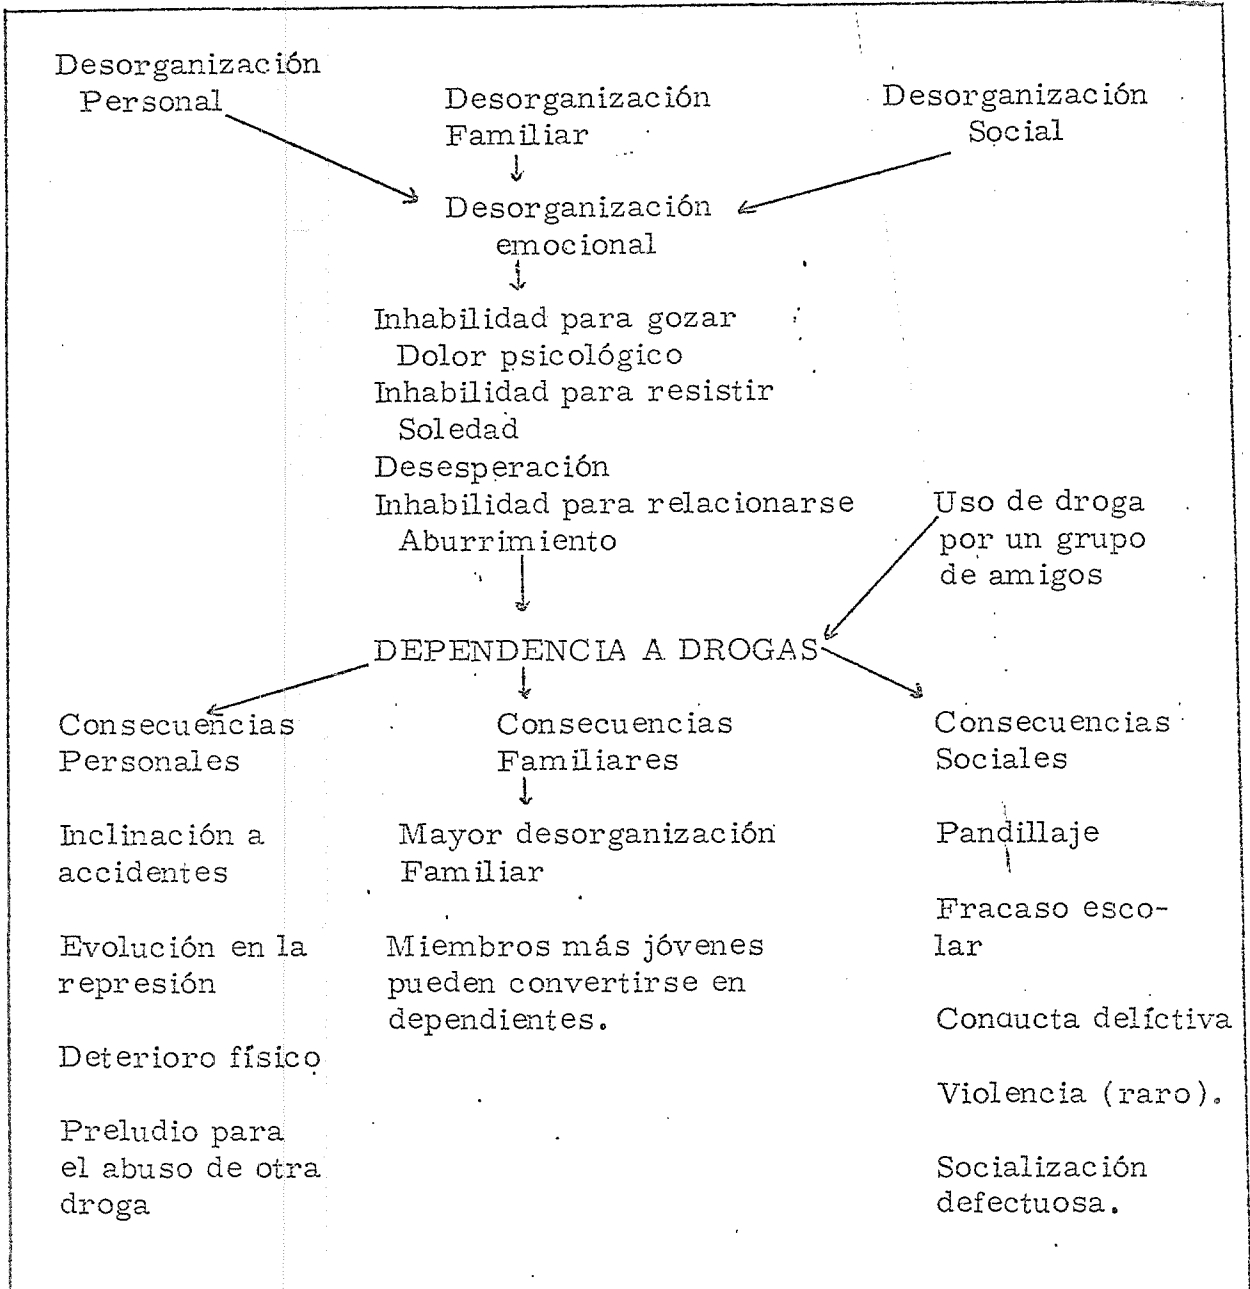 Desorganización
Personal
Desorganización
Familiar
Desorganización
Social
Desorganización
emocional
Inhabilidad para gozar
Dolor psicológico
Inhabilidad para resistir
Soledad
Desesperación
Inhabilidad para relacionarse
Aburrimiento
Uso de droga
por un grupo
de amigos
DEPENDENCIA A DROGAS
Consecuencias
Personales
Inclinación a
accidentes
Evolución en la
represión
Deterioro físico
Preludio para
el abuso de otra
droga
Consecuencias
Familiares
Mayor desorganización
Familiar
Miembros más jóvenes
pueden convertirse en
dependientes.
Consecuencias
Sociales
Pandillaje
Fracaso esco-
lar
Conducta delíctiva
Violencia (raro).
Socialización
defectuosa.